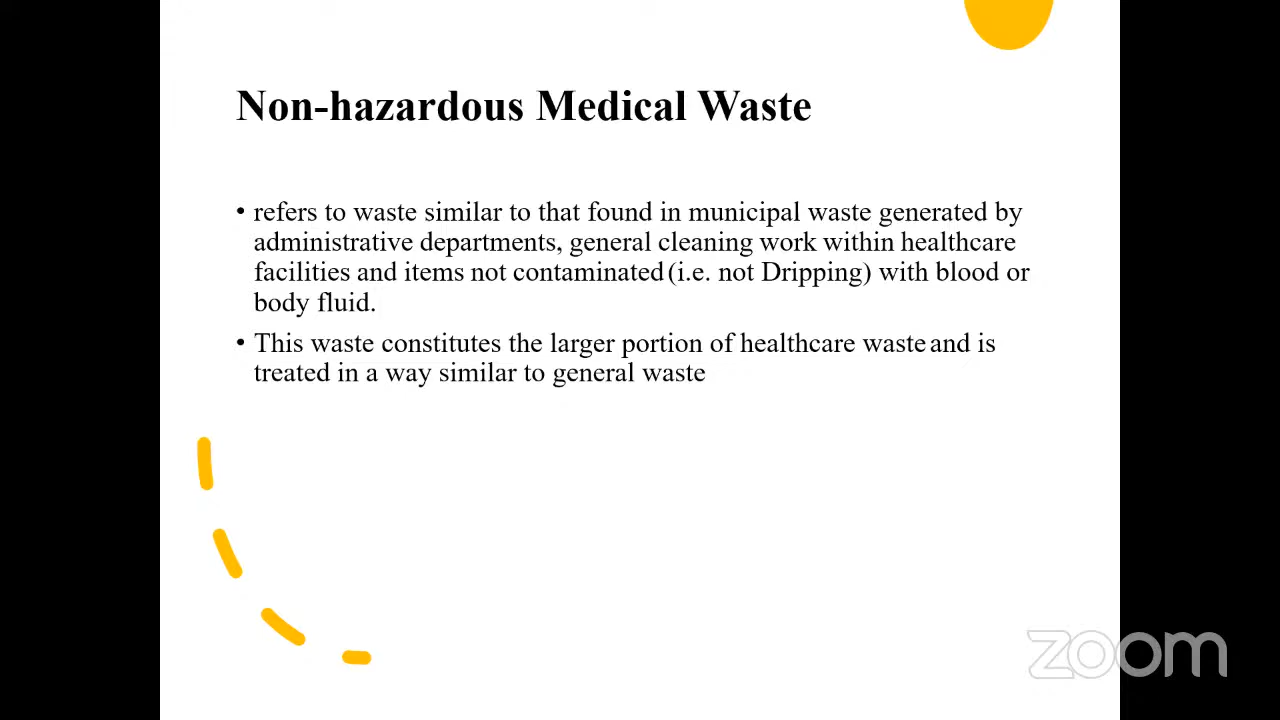 Non-hazardous Medical Waste
• refers to waste similar to that found in municipal waste generated by
administrative departments, general cleaning work within healthcare
facilities and items not contaminated (i.e. not Dripping) with blood or
body fluid.
• This waste constitutes the larger portion of healthcare waste and is
treated in a way similar to general waste
zoom